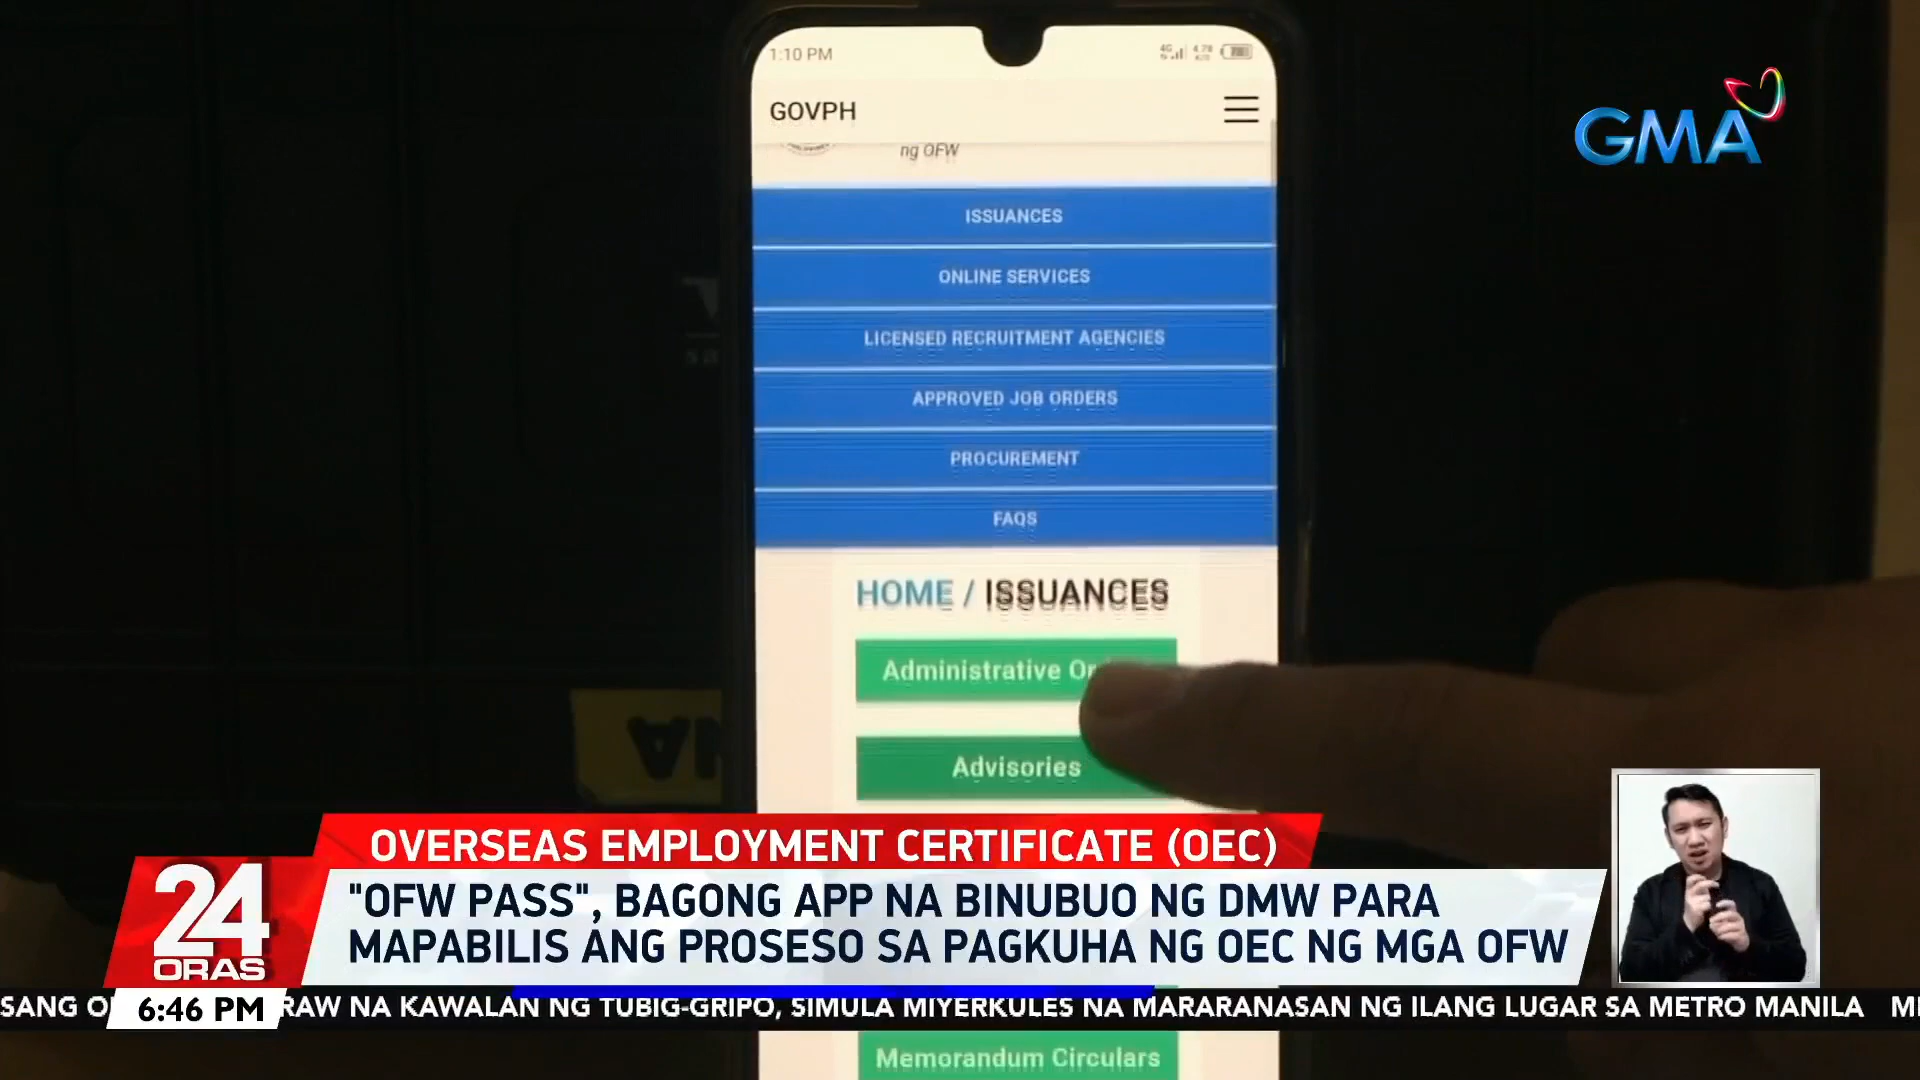 1:10 PM
4G 4.78
GOVPH
GMA
ng OFW
ISSUANCES
ONLINE SERVICES
LICENSED RECRUITMENT AGENCIES
APPROVED JOB ORDERS
PROCUREMENT
FAQS
HOME / ISSUANCES
Administrative Or
Advisories
OVERSEAS EMPLOYMENT CERTIFICATE (OEC)
24 ORAS
"OFW PASS", BAGONG APP NA BINUBUO NG DMW PARA
MAPABILIS ANG PROSESO SA PAGKUHA NG OEC NG MGA OFW
6:46 PM
SANG O RAW NA KAWALAN NG TUBIG-GRIPO, SIMULA MIYERKULES NA MARARANASAN NG ILANG LUGAR SA METRO MANILA
Memorandum Circulars